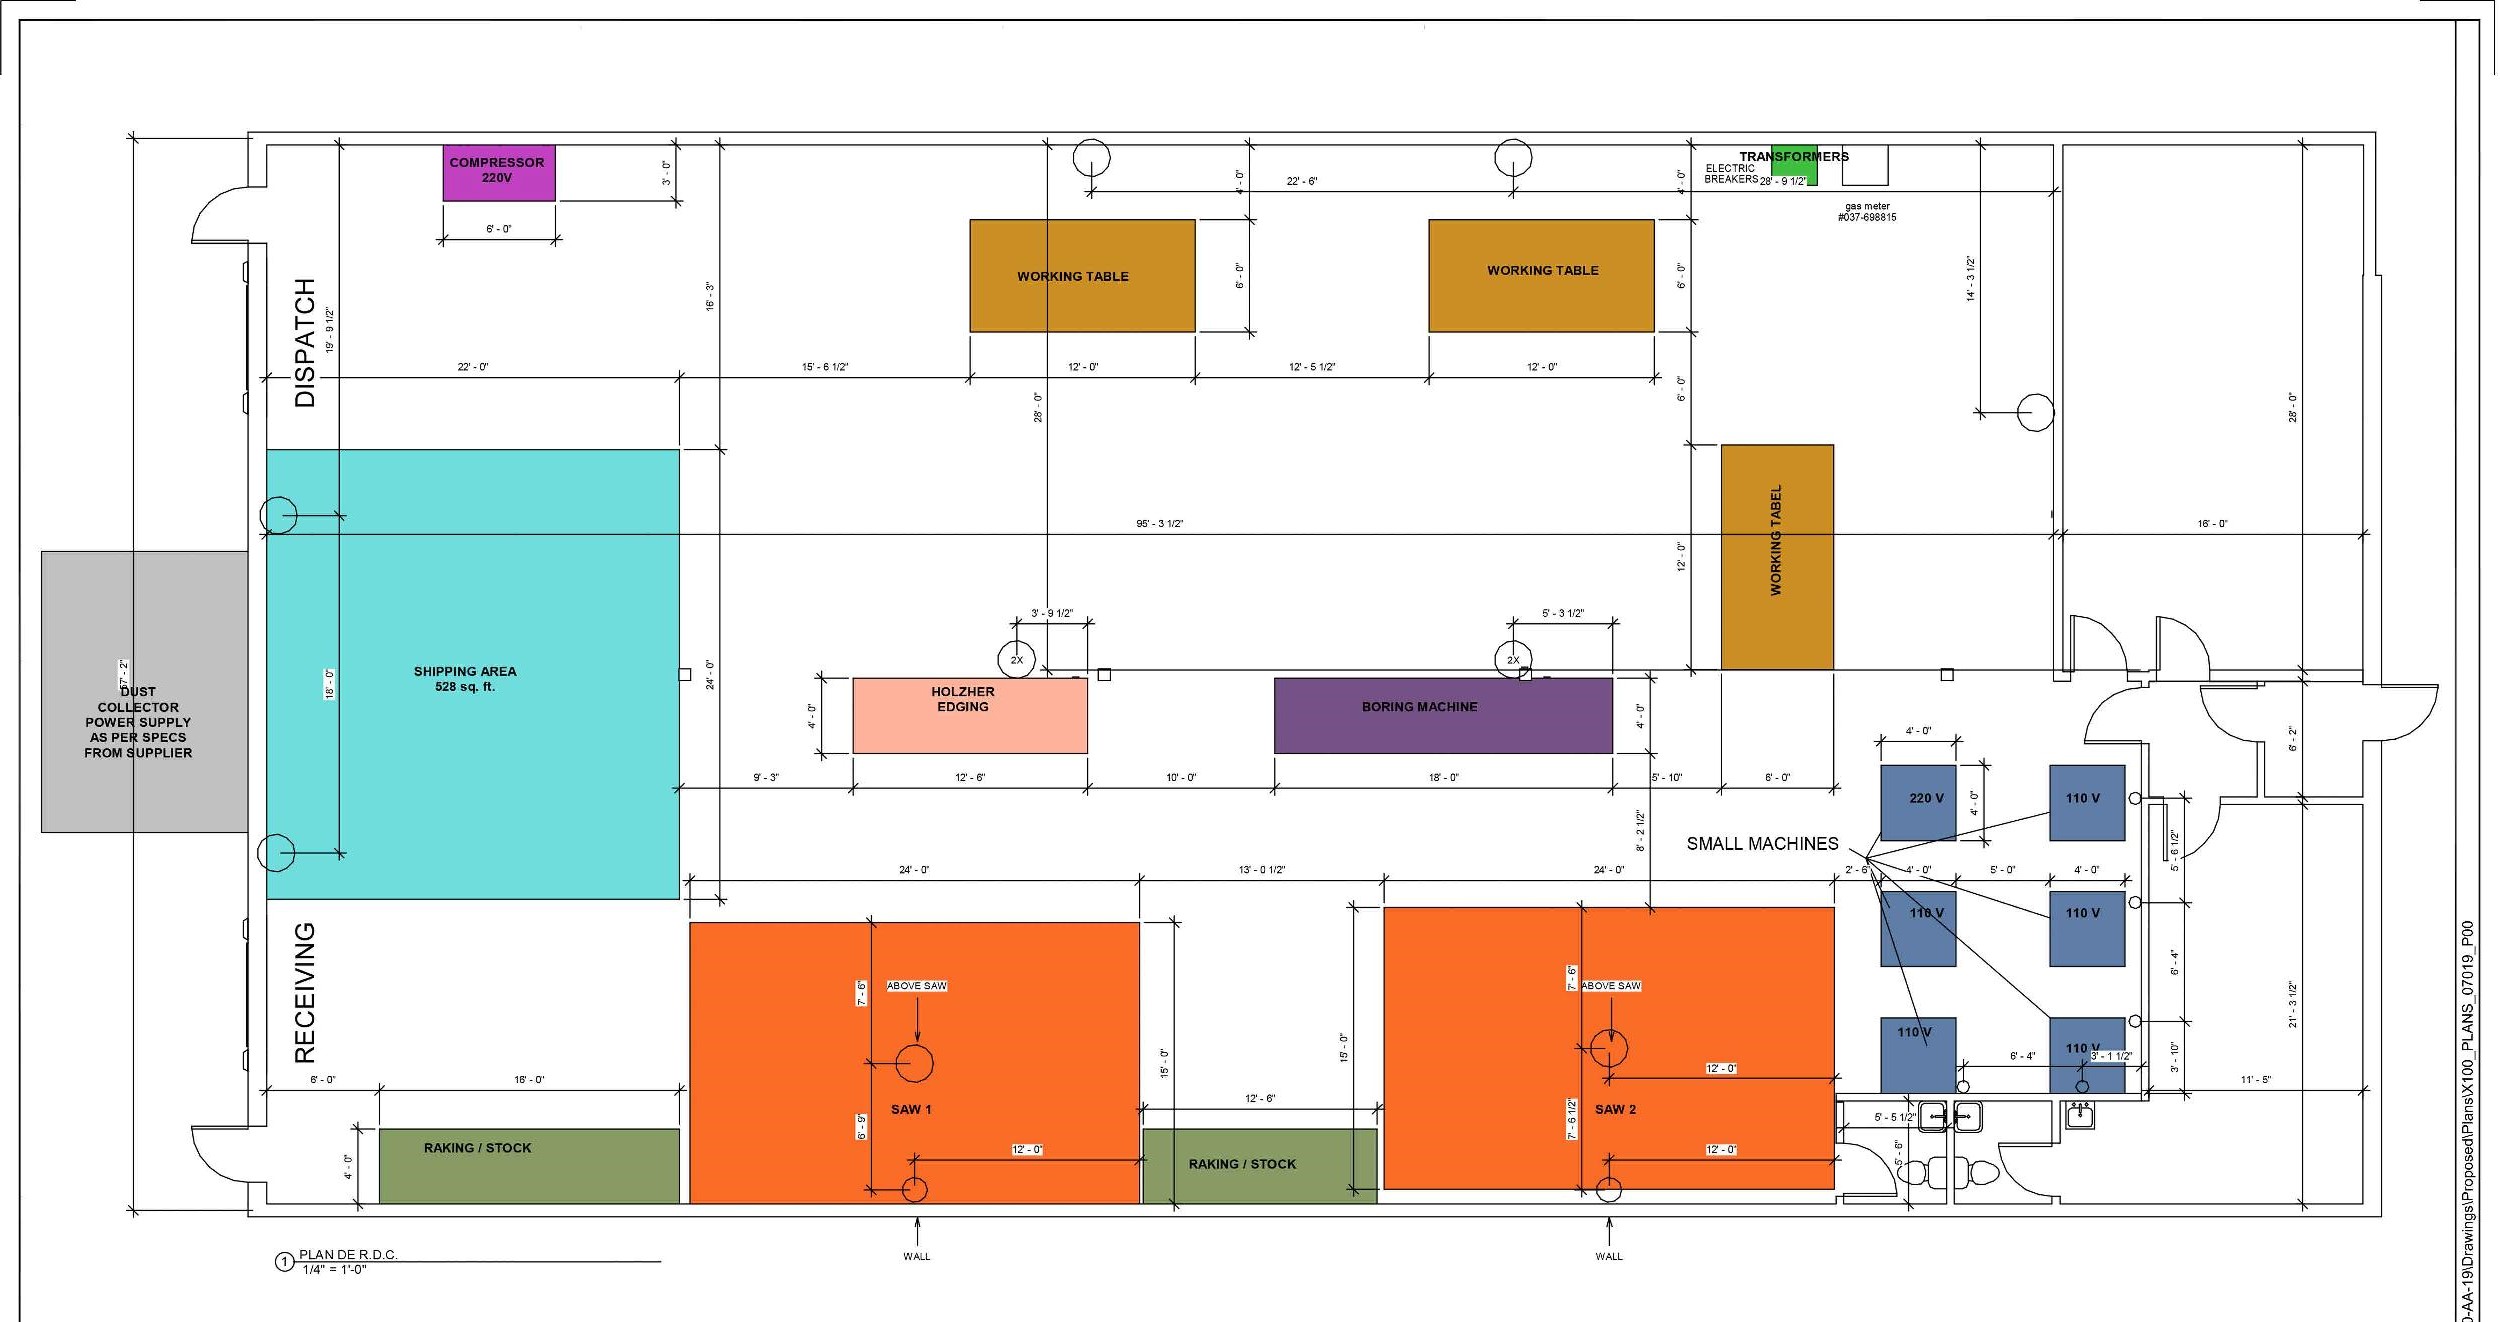 COMPRESSOR
220V
3' - 0"
6' - 0"
4' - 0"
22' - 6"
4' - 0"
TRANSFORMERS
ELECTRIC
BREAKERS
28' - 9 1/2"
gas meter
#037-698815
DISPATCH
19' - 9 1/2"
16' - 3"
WORKING TABLE
6' - 0"
WORKING TABLE
6' - 0"
14' - 3 1/2"
22' - 0"
15' - 6 1/2"
12' - 0"
12' - 5 1/2"
12' - 0"
28' - 0"
6' - 0"
28' - 0"
95' - 3 1/2"
16' - 0"
12' - 0"
WORKING TABEL
67' - 2"
DUST
COLLECTOR
POWER SUPPLY
AS PER SPECS
FROM SUPPLIER
18' - 0"
SHIPPING AREA
528 sq. ft.
24' - 0"
3' - 9 1/2"
2X
5' - 3 1/2"
2X
4' - 0"
HOLZHER
EDGING
BORING MACHINE
4' - 0"
9' - 3"
12' - 6"
10' - 0"
18' - 0"
5' - 10"
6' - 0"
4' - 0"
6' - 2"
220 V
4' - 0"
110 V
8' - 2 1/2"
SMALL MACHINES
5' - 6 1/2"
24' - 0"
13' - 0 1/2"
24' - 0"
2' - 6"
4' - 0"
5' - 0"
4' - 0"
110 V
110 V
RECEIVING
7' - 6"
ABOVE SAW
7' - 6"
ABOVE SAW
6' - 4"
21' - 3 1/2"
110 V
110 V
6' - 4"
3' - 1 1/2"
3' - 10"
15' - 0"
15' - 0"
12' - 0"
6' - 0"
16' - 0"
11' - 5"
12' - 6"
SAW 1
SAW 2
6' - 9"
7' - 6 1/2"
5' - 5 1/2"
5' - 6"
4' - 0"
RAKING / STOCK
12' - 0"
RAKING / STOCK
12' - 0"
WALL
WALL
1
PLAN DE R.D.C.
1/4" = 1'-0"
-AA-19\Drawings\Proposed\Plans\X100_PLANS_07019_P00